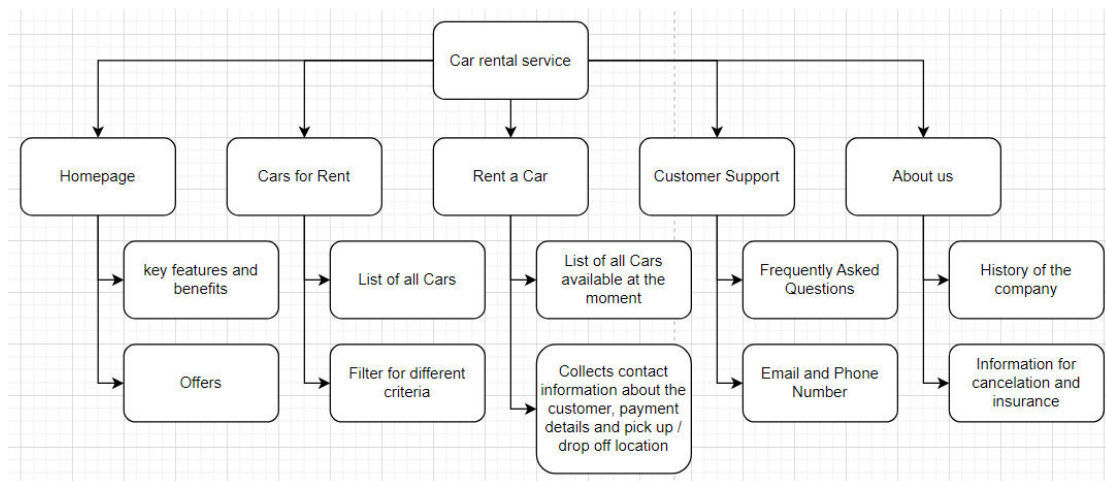 Car rental service
Homepage
Cars for Rent
Rent a Car
Customer Support
About us
key features and
benefits
List of all Cars
List of all Cars
available at the
moment
Frequently Asked
Questions
History of the
company
Offers
Filter for different
criteria
Collects contact
information about the
customer, payment
details and pick up /
drop off location
Email and Phone
Number
Information for
cancelation and
insurance